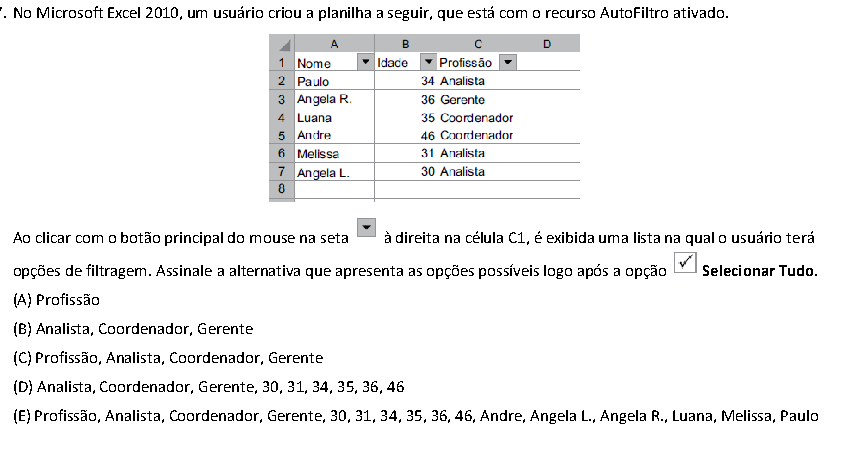 . No Microsoft Excel 2010, um usuário criou a planilha a seguir, que está com o recurso AutoFiltro ativado.
A B C D
1 Nome Idade Profissão
2 Paulo 34 Analista
3 Angela R. 36 Gerente
4 Luana 35 Coordenador
5 Andre 46 Coordenador
6 Melissa 31 Analista
7 Angela L. 30 Analista
8
Ao clicar com o botão principal do mouse na seta à direita na célula C1, é exibida uma lista na qual o usuário terá
opções de filtragem. Assinale a alternativa que apresenta as opções possíveis logo após a opção Selecionar Tudo.
(A) Profissão
(B) Analista, Coordenador, Gerente
(C) Profissão, Analista, Coordenador, Gerente
(D) Analista, Coordenador, Gerente, 30, 31, 34, 35, 36, 46
(E) Profissão, Analista, Coordenador, Gerente, 30, 31, 34, 35, 36, 46, Andre, Angela L., Angela R., Luana, Melissa, Paulo